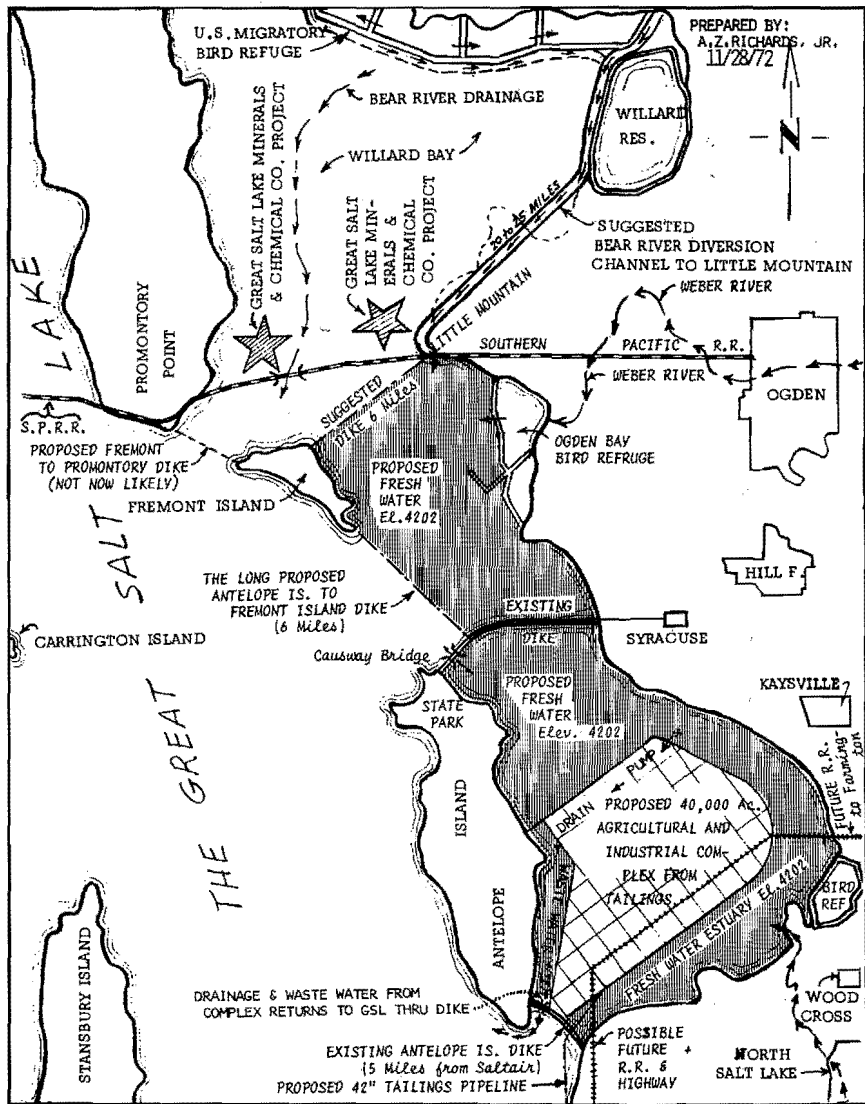 PREPARED BY:
A.Z.RICHARDS, JR.
11/28/72
U.S. MIGRATORY
BIRD REFUGE
BEAR RIVER DRAINAGE
WILLARD
RES.
N
WILLARD BAY
GREAT SALT LAKE MINERALS
& CHEMICAL CO. PROJECT
GREAT SALT
LAKE MIN-
ERALS &
CHEMICAL
CO. PROJECT
20 to 25 MILES
SUGGESTED
BEAR RIVER DIVERSION
CHANNEL TO LITTLE MOUNTAIN
WEBER RIVER
LITTLE MOUNTAIN
PROMONTORY
POINT
SOUTHERN PACIFIC R.R.
WEBER RIVER
OGDEN
S.P.R.R.
PROPOSED FREMONT
TO PROMONTORY DIKE
(NOT NOW LIKELY)
SUGGESTED
DIKE 6 Miles
OGDEN BAY
BIRD REFRUGE
PROPOSED
FRESH
WATER
El.4202
FREMONT ISLAND
HILL F.
THE LONG PROPOSED
ANTELOPE IS. TO
FREMONT ISLAND DIKE
(6 Miles)
EXISTING
DIKE
SYRACUSE
CARRINGTON ISLAND
Causway Bridge
THE GREAT SALT LAKE
PROPOSED
FRESH
WATER
Elev. 4202
STATE
PARK
KAYSVILLE
FUTURE R.R.
to Farming-
ton
ANTELOPE ISLAND
DRAIN
PUMP
PROPOSED 40,000 Ac.
AGRICULTURAL AND
INDUSTRIAL COM-
PLEX FROM
TAILINGS
WASTE WATER
FRESH WATER ESTUARY El.4202
BIRD
REF
STANSBURY ISLAND
WOOD
CROSS
DRAINAGE & WASTE WATER FROM
COMPLEX RETURNS TO GSL THRU DIKE
EXISTING ANTELOPE IS. DIKE
(5 Miles from Saltair)
PROPOSED 42" TAILINGS PIPELINE
POSSIBLE
FUTURE
R.R. &
HIGHWAY
NORTH
SALT LAKE